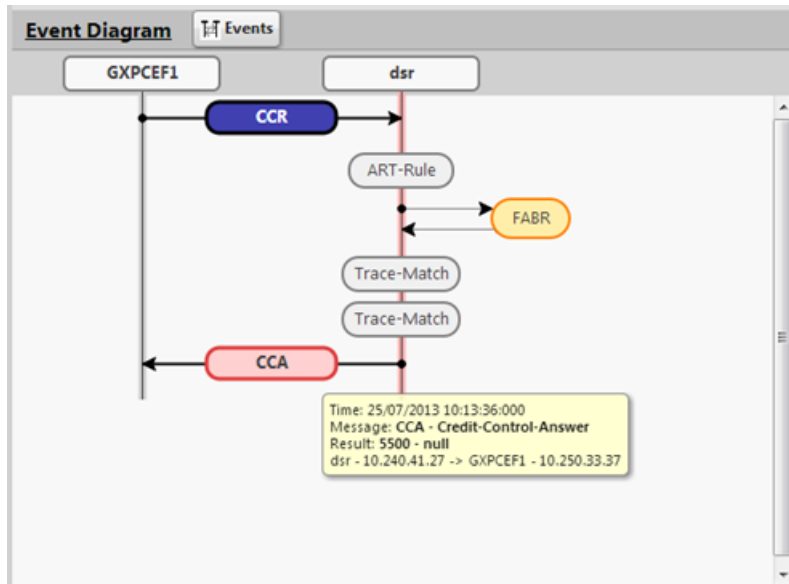 Event Diagram Events
GXPCEF1 dsr
CCR
ART-Rule
FABR
Trace-Match
Trace-Match
CCA
Time: 25/07/2013 10:13:36:000
Message: CCA - Credit-Control-Answer
Result: 5500 - null
dsr - 10.240.41.27 -> GXPCEF1 - 10.250.33.37